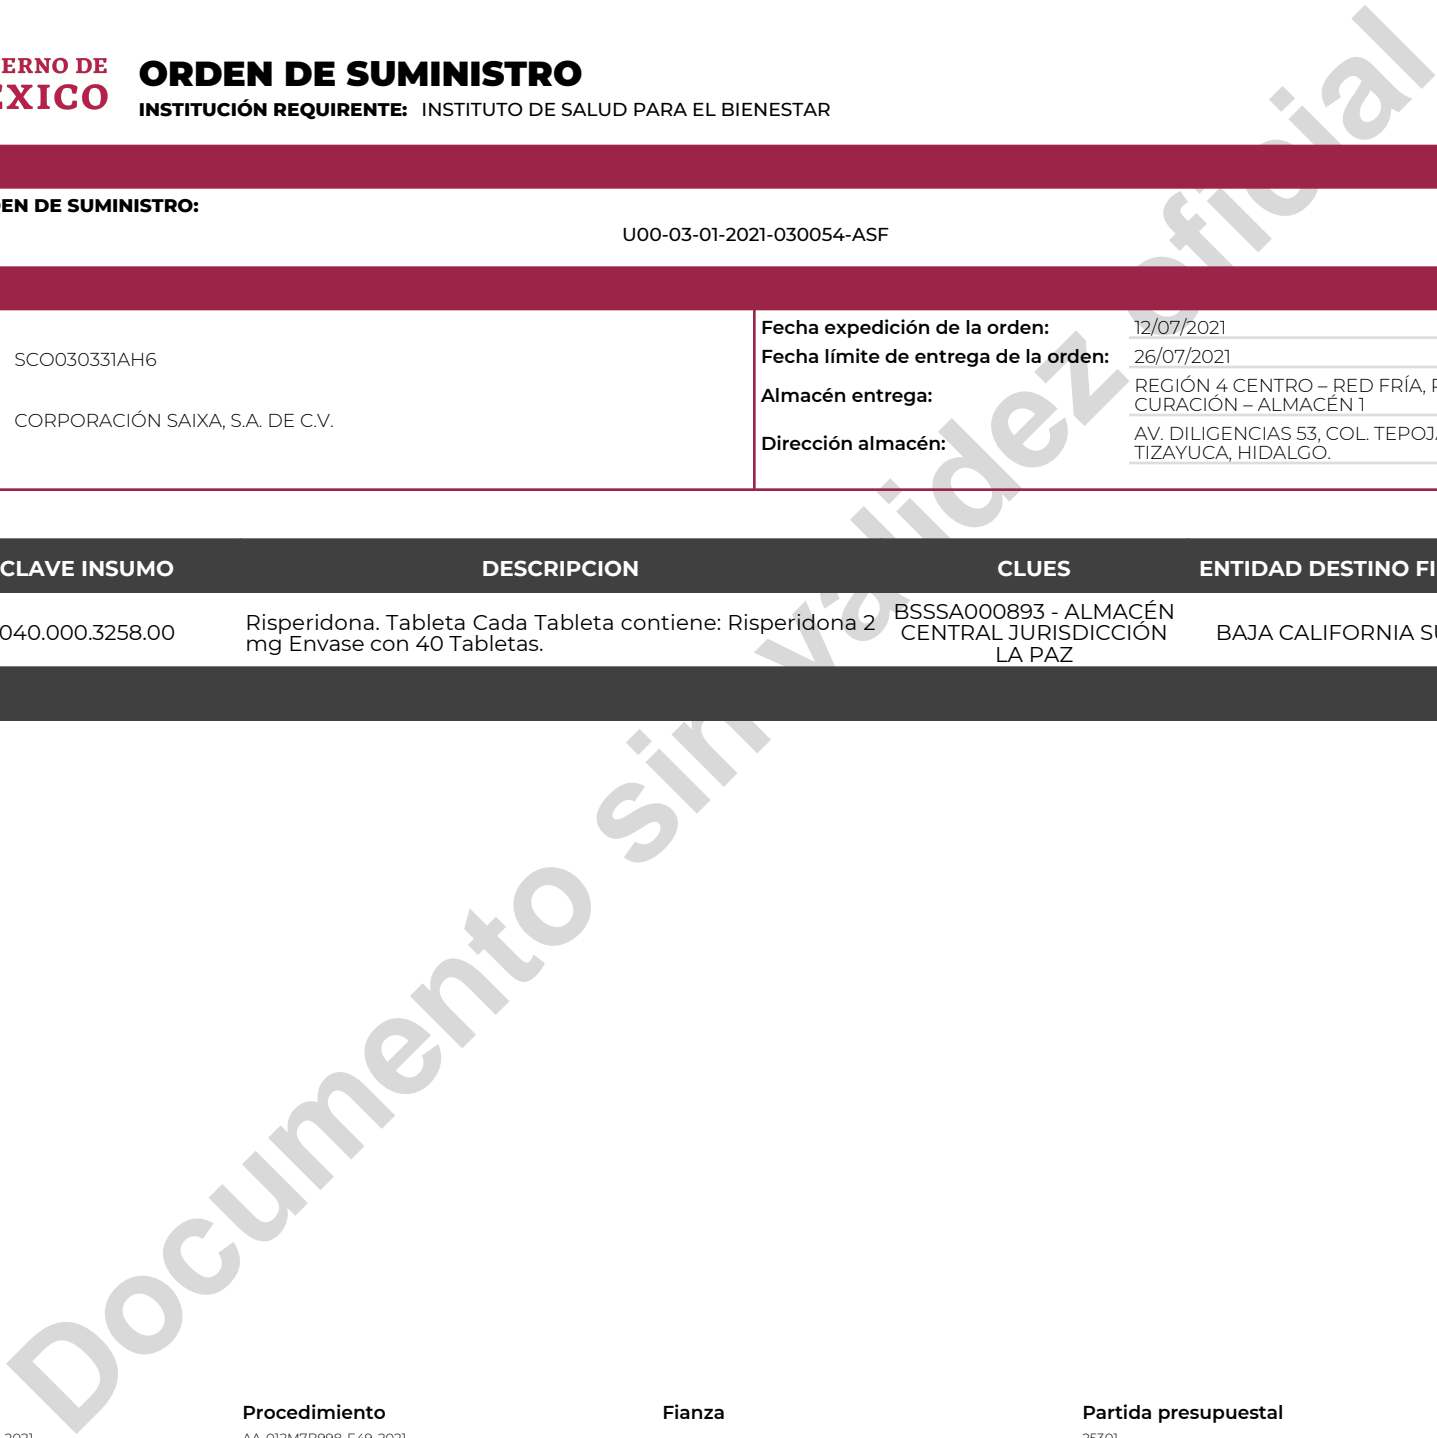 ERNO DE
ÉXICO
ORDEN DE SUMINISTRO
INSTITUCIÓN REQUIRENTE: INSTITUTO DE SALUD PARA EL BIENESTAR
EN DE SUMINISTRO:
U00-03-01-2021-030054-ASF
SCO030331AH6
CORPORACIÓN SAIXA, S.A. DE C.V.
Fecha expedición de la orden: 12/07/2021
Fecha límite de entrega de la orden: 26/07/2021
Almacén entrega: REGIÓN 4 CENTRO – RED FRÍA,
CURACIÓN – ALMACÉN 1
Dirección almacén: AV. DILIGENCIAS 53, COL. TEPOJ
TIZAYUCA, HIDALGO.
CLAVE INSUMO DESCRIPCION CLUES ENTIDAD DESTINO FI
040.000.3258.00
Risperidona. Tableta Cada Tableta contiene: Risperidona 2
mg Envase con 40 Tabletas.
BSSSA000893 - ALMACÉN
CENTRAL JURISDICCIÓN
LA PAZ
BAJA CALIFORNIA S
Documento sin validez oficial
Procedimiento Fianza Partida presupuestal